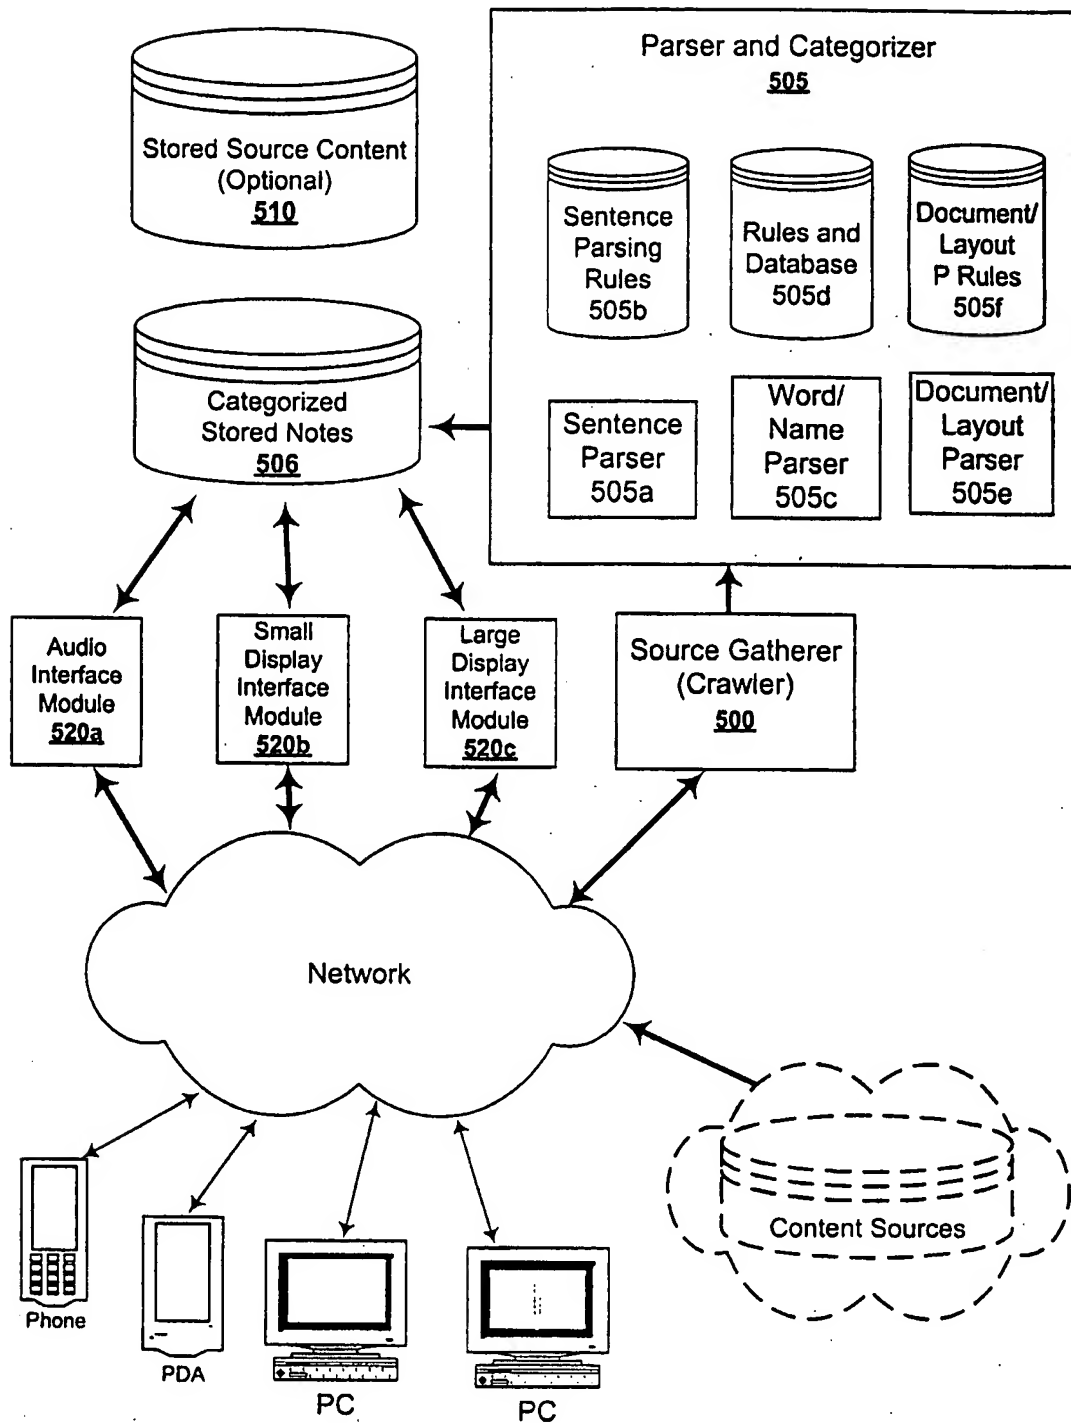 Parser and Categorizer
505
Stored Source Content
(Optional)
510
Sentence
Parsing
Rules
505b
Rules and
Database
505d
Document/
Layout
P Rules
505f
Categorized
Stored Notes
506
Sentence
Parser
505a
Word/
Name
Parser
505c
Document/
Layout
Parser
505e
Audio
Interface
Module
520a
Small
Display
Interface
Module
520b
Large
Display
Interface
Module
520c
Source Gatherer
(Crawler)
500
Network
Content Sources
Phone
PDA
PC
PC